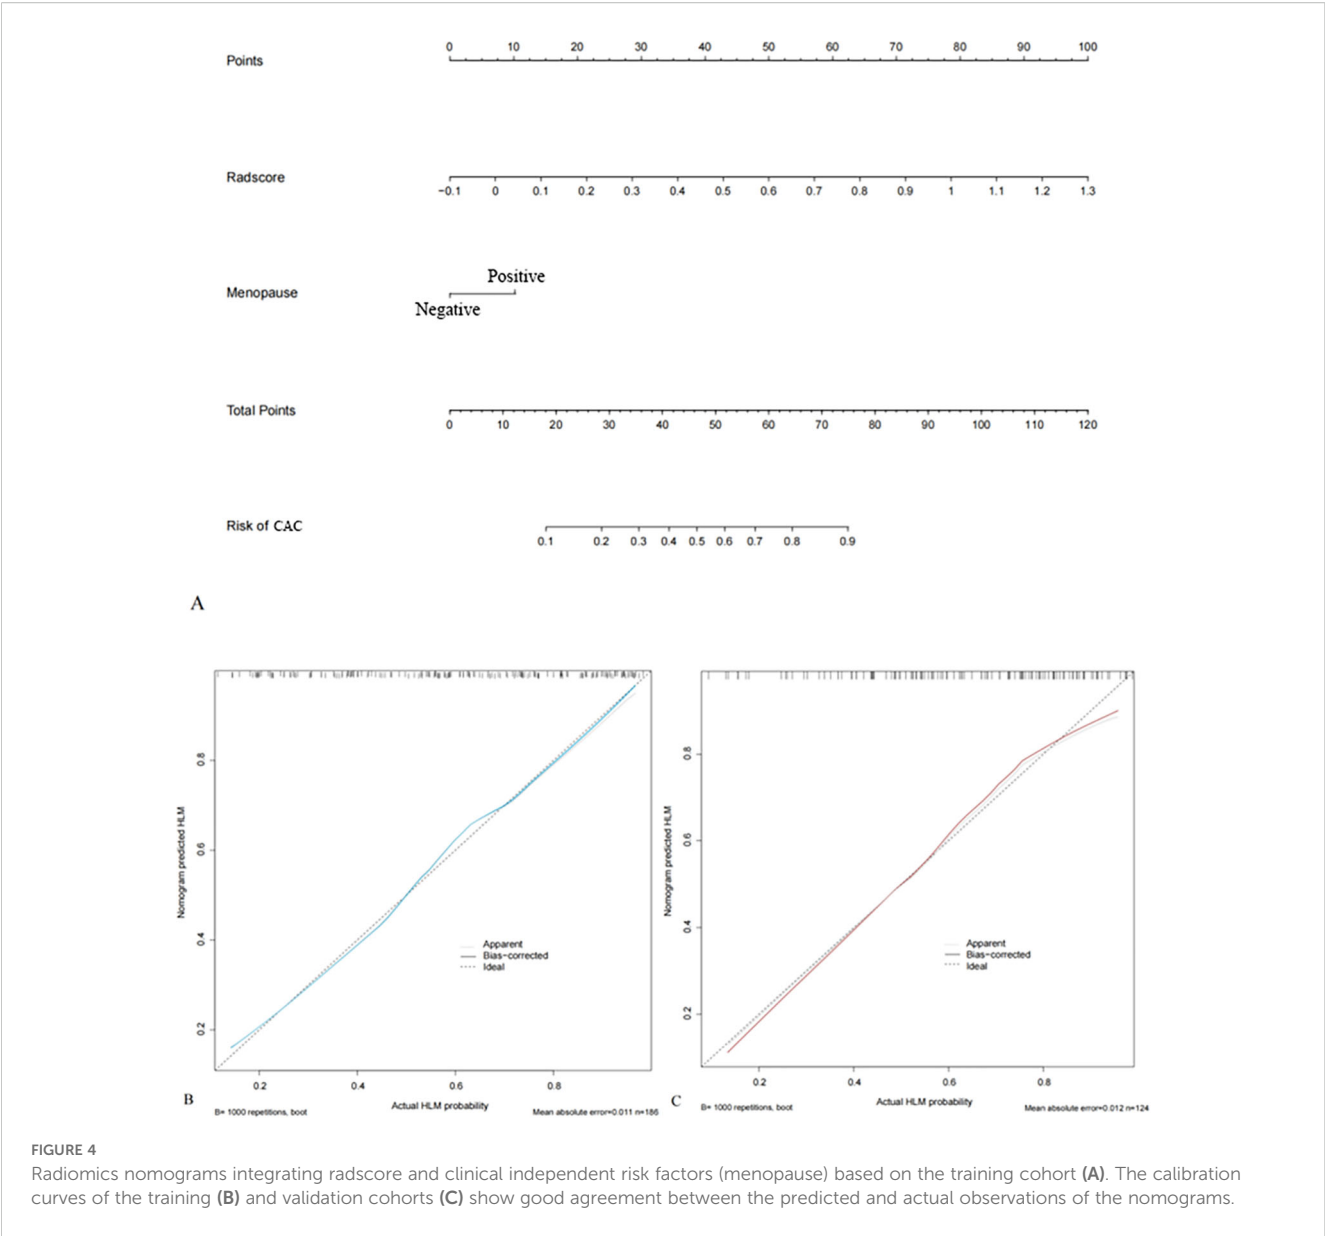 0 10 20 30 40 50 60 70 80 90 100
Points
Radscore
−0.1 0 0.1 0.2 0.3 0.4 0.5 0.6 0.7 0.8 0.9 1 1.1 1.2 1.3
Positive
Menopause
Negative
Total Points
0 10 20 30 40 50 60 70 80 90 100 110 120
Risk of CAC
0.1 0.2 0.3 0.4 0.5 0.6 0.7 0.8 0.9
A
Nomogram predicted HLM
0.8
0.6
0.4
0.2
Apparent
Bias−corrected
Ideal
0.2 0.4 0.6 0.8
Actual HLM probability
B
B= 1000 repetitions, boot
Mean absolute error=0.011 n=186
Nomogram predicted HLM
0.8
0.6
0.4
0.2
Apparent
Bias−corrected
Ideal
0.2 0.4 0.6 0.8
Actual HLM probability
C
B= 1000 repetitions, boot
Mean absolute error=0.012 n=124
FIGURE 4
Radiomics nomograms integrating radscore and clinical independent risk factors (menopause) based on the training cohort (A). The calibration
curves of the training (B) and validation cohorts (C) show good agreement between the predicted and actual observations of the nomograms.